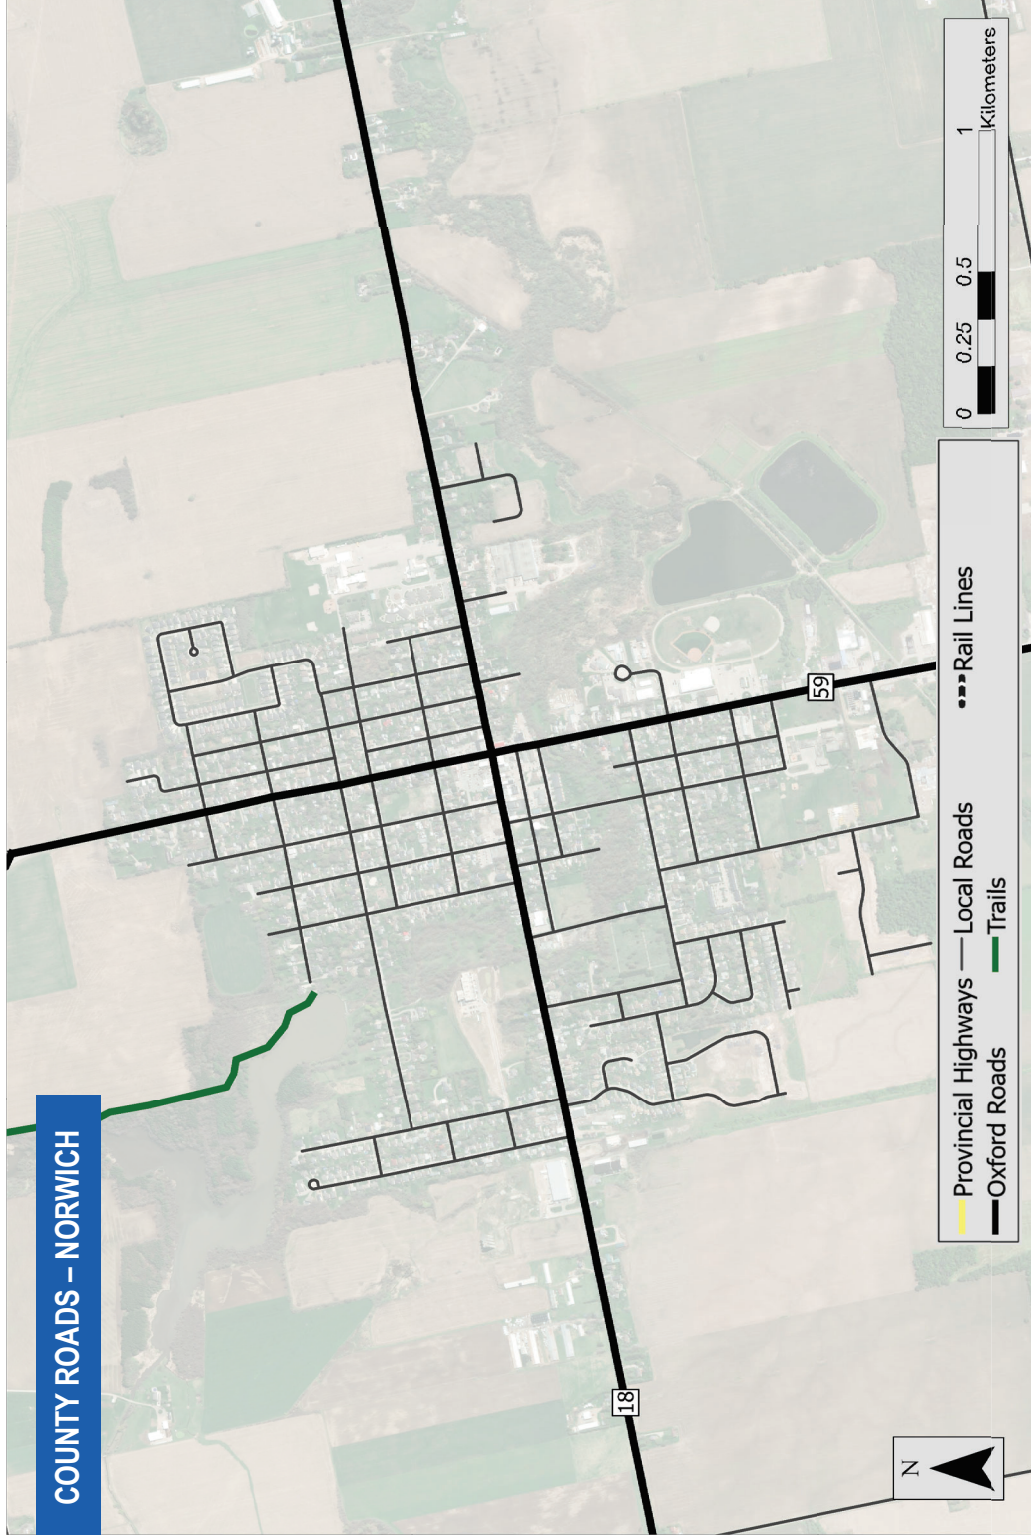 COUNTY ROADS – NORWICH
59
18
N
Provincial Highways
Local Roads
Rail Lines
Oxford Roads
Trails
0 0.25 0.5 1
Kilometers